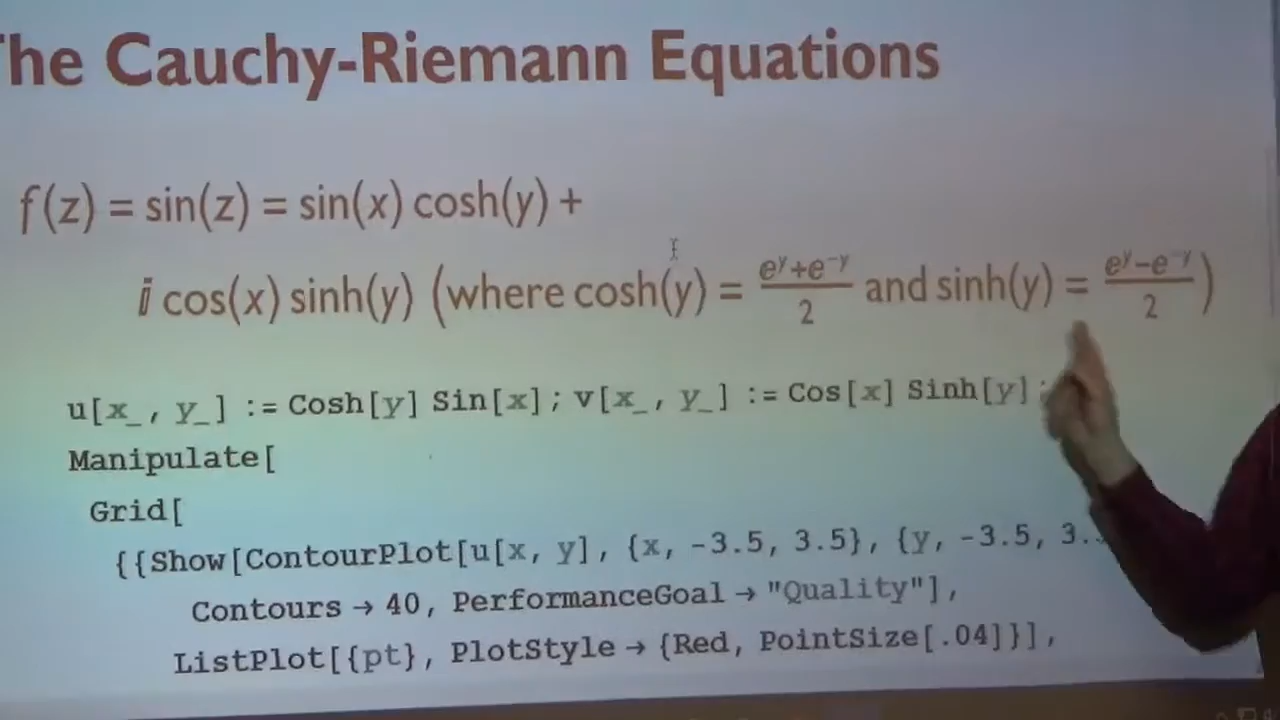 The Cauchy-Riemann Equations
f(z) = sin(z) = sin(x) cosh(y) +
ⅈ cos(x) sinh(y) (where cosh(y) = (e^y+e^-y)/2 and sinh(y) = (e^y-e^-y)/2)
u[x_, y_] := Cosh[y] Sin[x]; v[x_, y_] := Cos[x] Sinh[y];
Manipulate[
Grid[
{{Show[ContourPlot[u[x, y], {x, -3.5, 3.5}, {y, -3.5, 3.
Contours → 40, PerformanceGoal → "Quality"],
ListPlot[{pt}, PlotStyle → {Red, PointSize[.04]}],